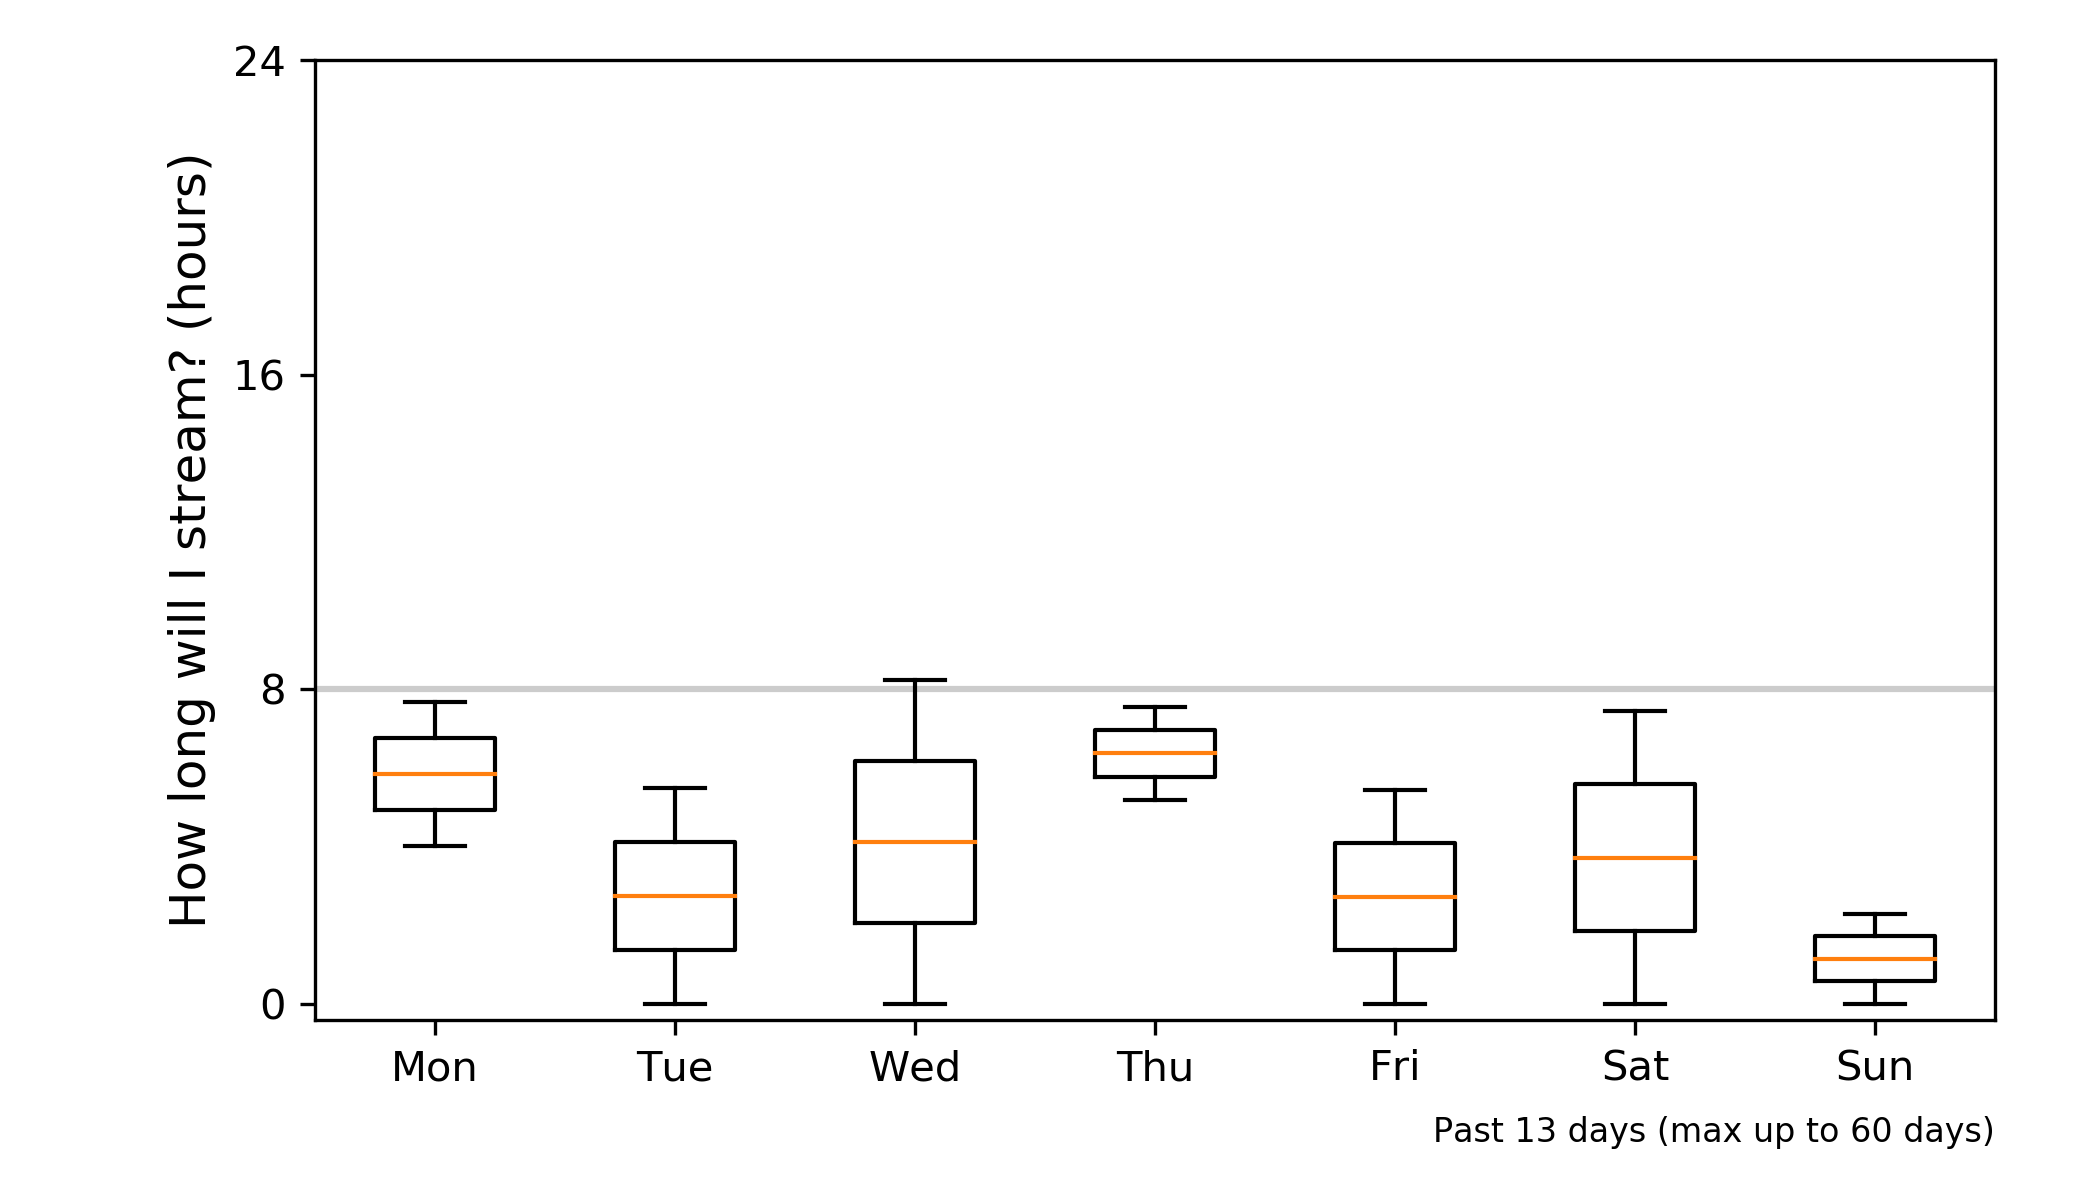 How long will I stream? (hours)
24
16
8
0
Mon Tue Wed Thu Fri Sat Sun
Past 13 days (max up to 60 days)